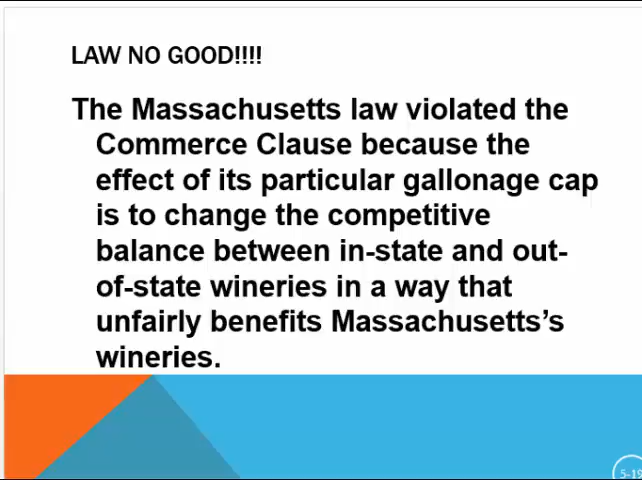 LAW NO GOOD!!!!
The Massachusetts law violated the
Commerce Clause because the
effect of its particular gallonage cap
is to change the competitive
balance between in-state and out-
of-state wineries in a way that
unfairly benefits Massachusetts's
wineries.
5-19